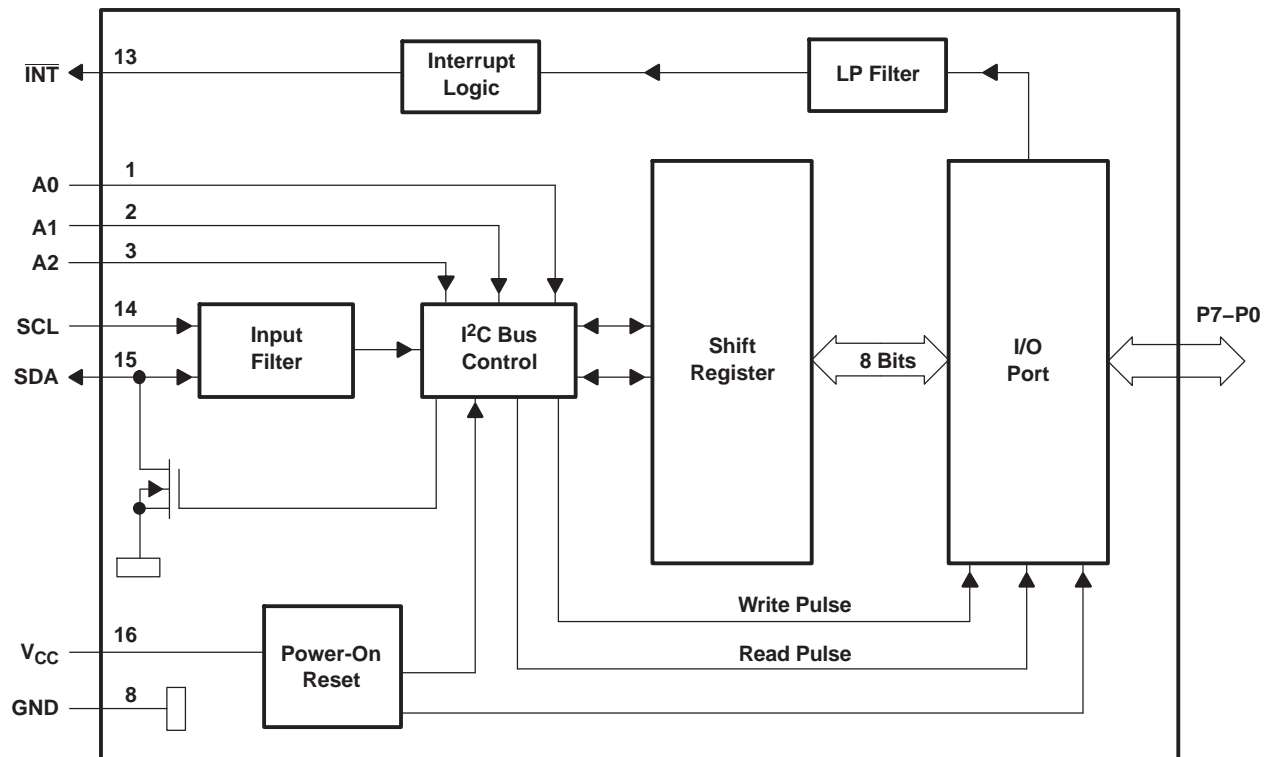 13
INT
Interrupt
Logic
LP Filter
1
A0
2
A1
3
A2
14
SCL
15
SDA
Input
Filter
I²C Bus
Control
Shift
Register
8 Bits
I/O
Port
P7–P0
Write Pulse
Read Pulse
16
VCC
Power-On
Reset
8
GND